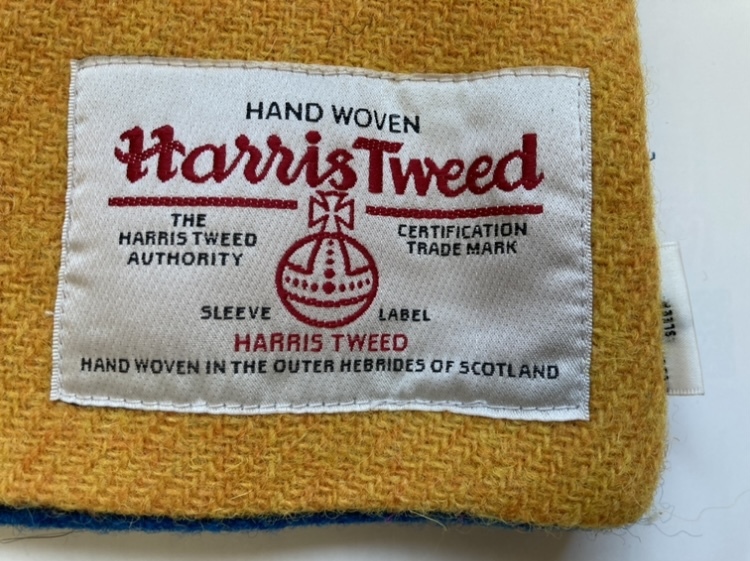 HAND WOVEN
Harris Tweed
THE
HARRIS TWEED
AUTHORITY
CERTIFICATION
TRADE MARK
SLEEVE LABEL
HARRIS TWEED
HAND WOVEN IN THE OUTER HEBRIDES OF SCOTLAND